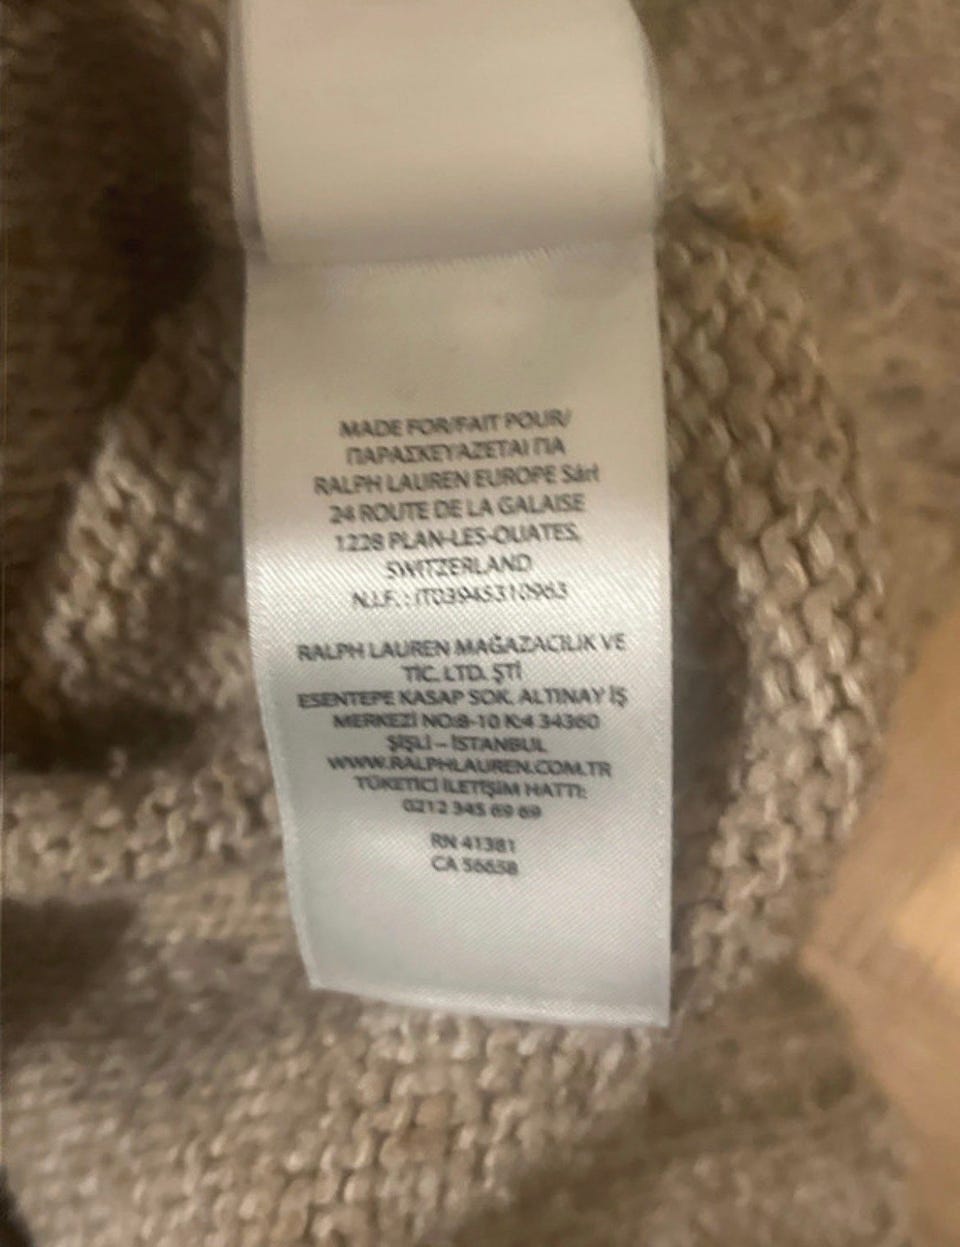 MADE FOR/FAIT POUR/
ΠΑΡΑΣΚΕΥΑΖΕΤΑΙ ΓΙΑ
RALPH LAUREN EUROPE Sàrl
24 ROUTE DE LA GALAISE
1228 PLAN-LES-OUATES,
SWITZERLAND
N.I.F. : IT03945310963
RALPH LAUREN MAĞAZACILIK VE
TİC. LTD. ŞTİ
ESENTEPE KASAP SOK. ALTINAY İŞ
MERKEZİ NO:8-10 K:4 34360
ŞİŞLİ – İSTANBUL
WWW.RALPHLAUREN.COM.TR
TÜKETİCİ İLETİŞİM HATTI:
0212 345 69 69
RN 41381
CA 56658